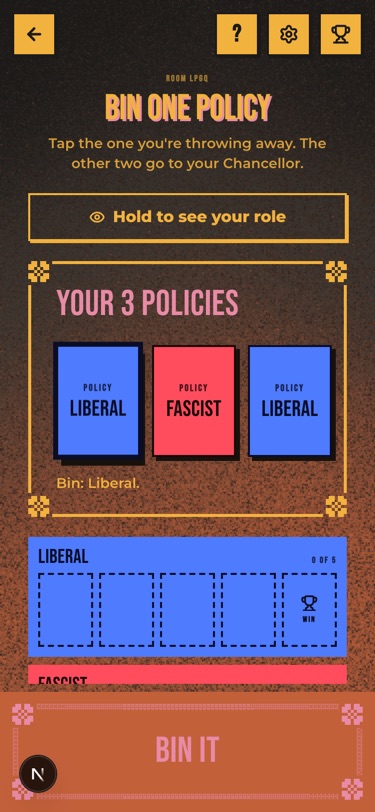 ?
ROOM LPGQ
BIN ONE POLICY
Tap the one you're throwing away. The
other two go to your Chancellor.
Hold to see your role
YOUR 3 POLICIES
POLICY
LIBERAL
POLICY
FASCIST
POLICY
LIBERAL
Bin: Liberal.
LIBERAL
0 OF 5
WIN
FASCIST
BIN IT
N